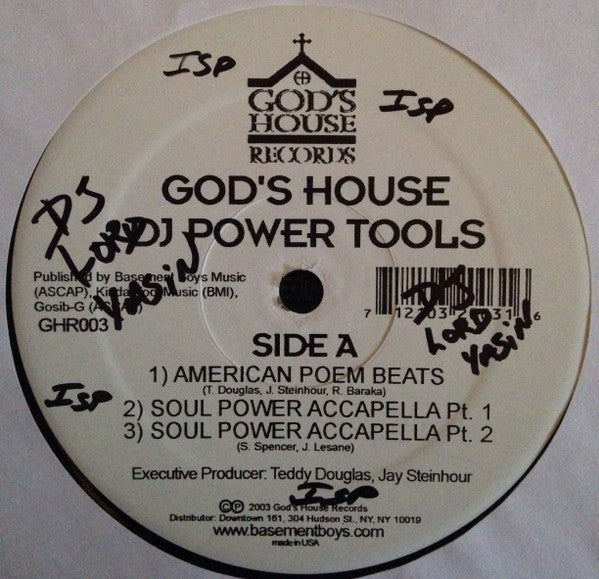 ISP
ISP
GOD'S
HOUSE
RECORDS
GOD'S HOUSE
DJ POWER TOOLS
DJ
LORD
YASIN
Published by Basement Boys Music
(ASCAP), Music (BMI),
Gosib-G
GHR003
DJ
LORD
YASIN
SIDE A
1) AMERICAN POEM BEATS
(T. Douglas, J. Steinhour, R. Baraka)
2) SOUL POWER ACCAPELLA Pt. 1
3) SOUL POWER ACCAPELLA Pt. 2
(S. Spencer, J. Lesane)
ISP
Executive Producer: Teddy Douglas, Jay Steinhour
ISP
©℗ 2003 God's House Records
Distributor: Downtown 161, 304 Hudson St., NY, NY 10019
www.basementboys.com
made in USA